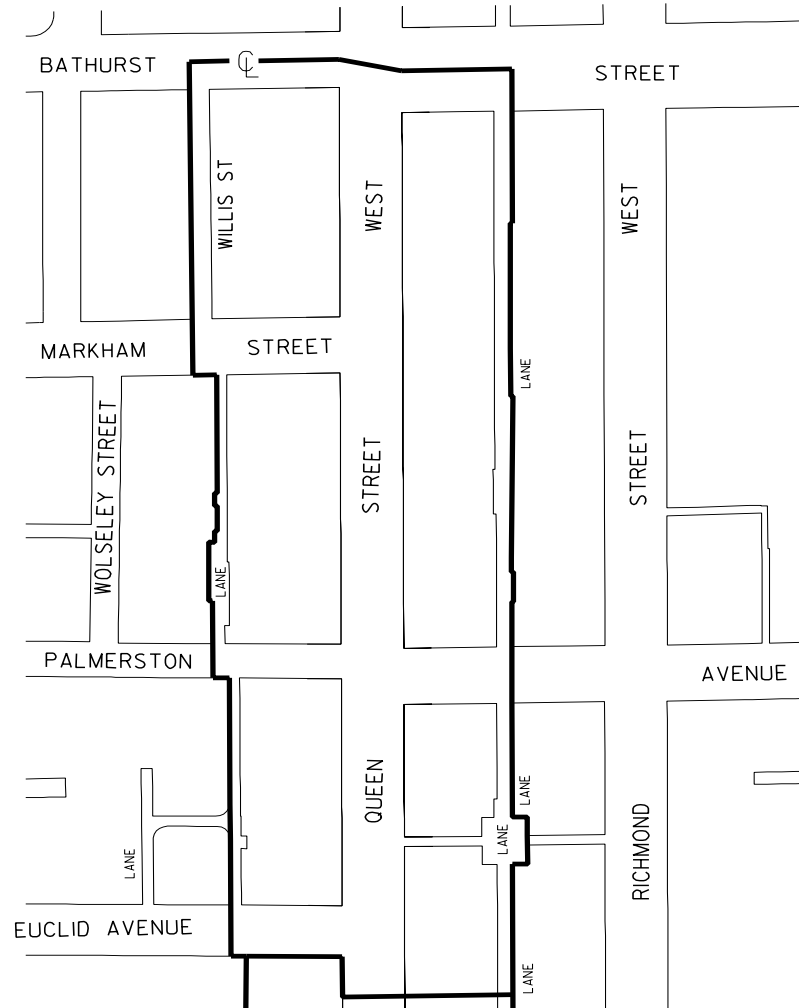 BATHURST
CL
STREET
WILLIS ST
WEST
WEST
MARKHAM
STREET
LANE
WOLSELEY STREET
STREET
STREET
LANE
PALMERSTON
AVENUE
QUEEN
LANE
LANE
LANE
RICHMOND
EUCLID AVENUE
LANE